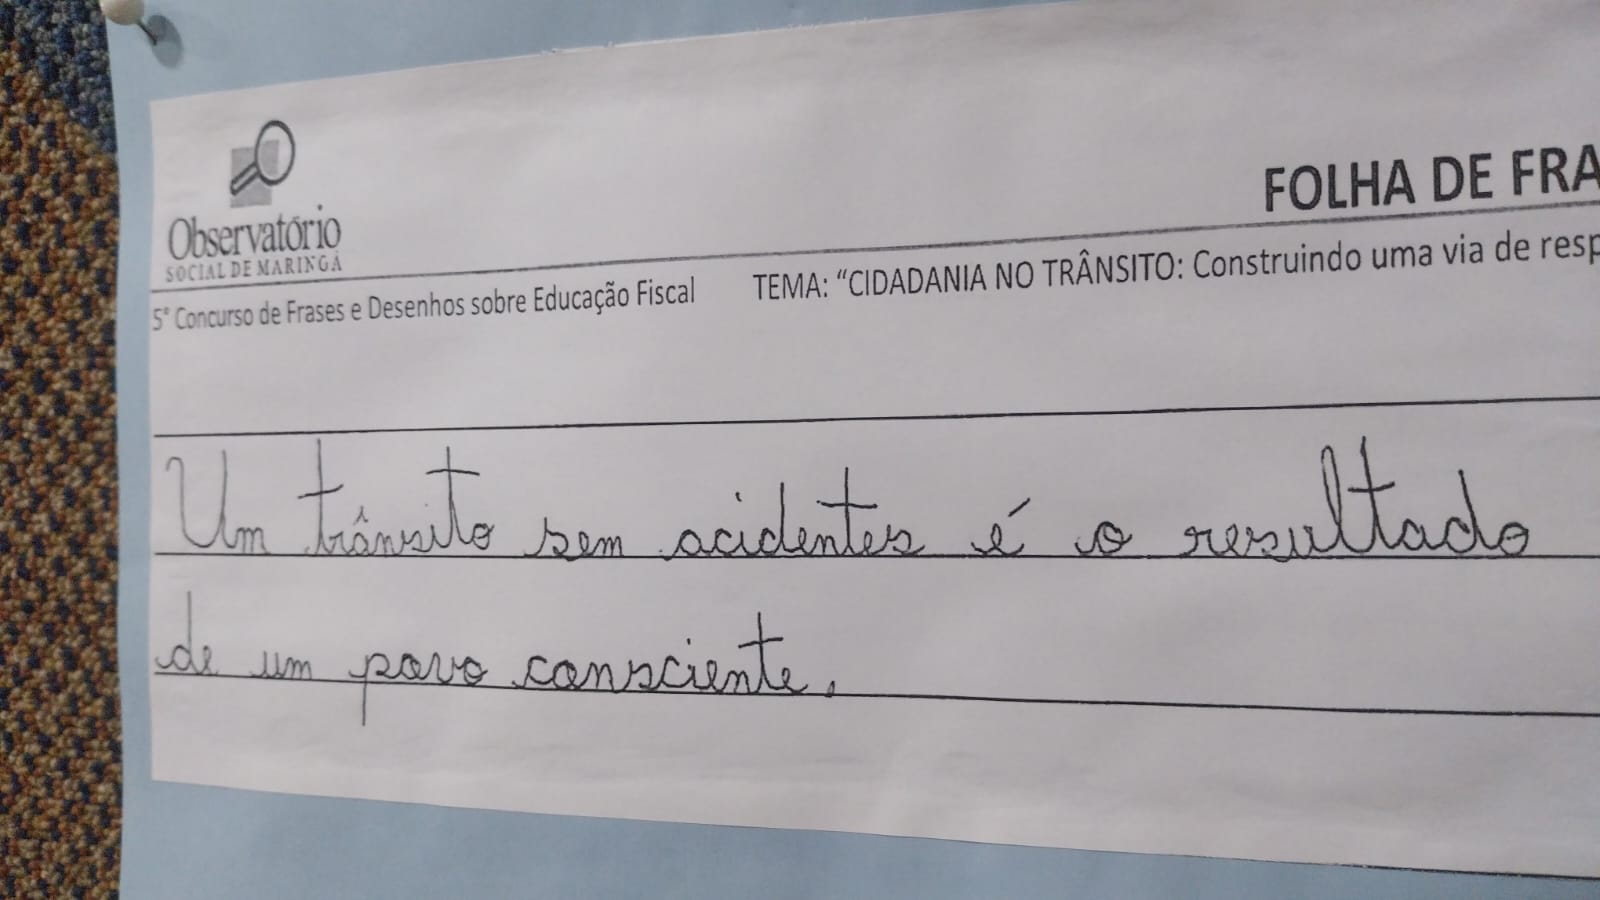 Observatório
SOCIAL DE MARINGÁ
FOLHA DE FRA
5° Concurso de Frases e Desenhos sobre Educação Fiscal TEMA: “CIDADANIA NO TRÂNSITO: Construindo uma via de resp
Um trânsito sem acidentes é o resultado
de um povo consciente.